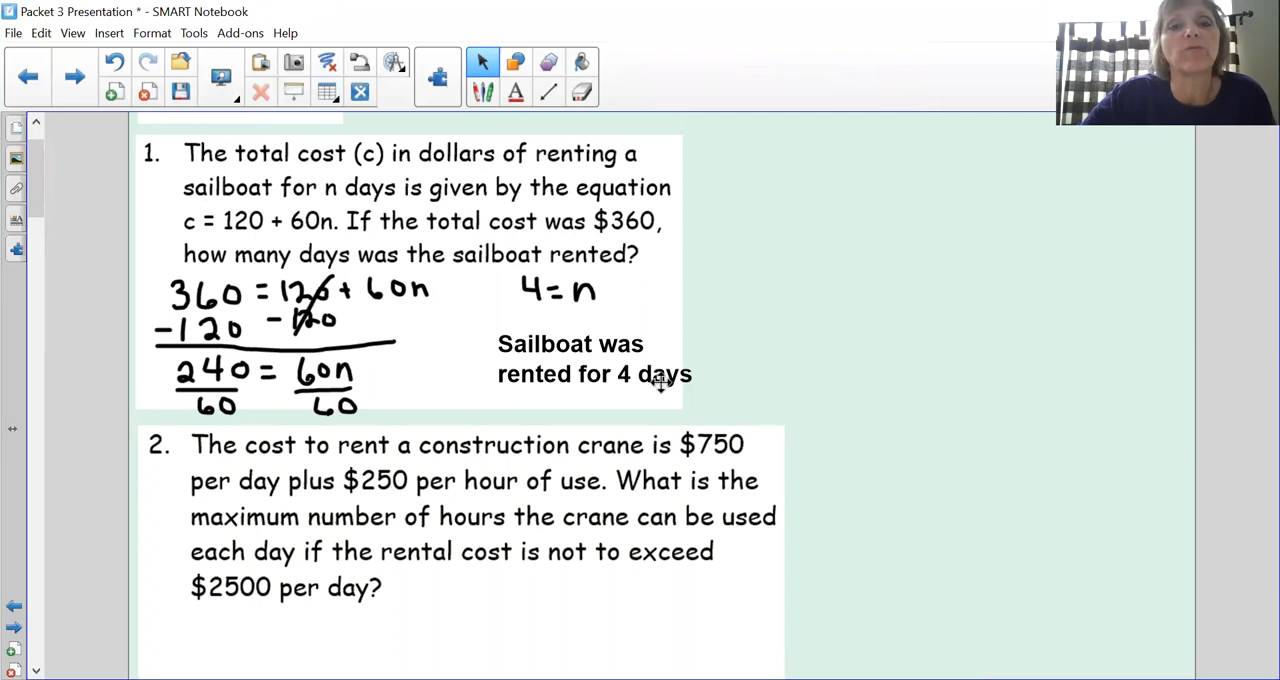 Packet 3 Presentation * - SMART Notebook
File Edit View Insert Format Tools Add-ons Help
1. The total cost (c) in dollars of renting a
sailboat for n days is given by the equation
c = 120 + 60n. If the total cost was $360,
how many days was the sailboat rented?
360 = 120 + 60n 4 = n
-120 - 120
Sailboat was
240 = 60n rented for 4 days
60 60
2. The cost to rent a construction crane is $750
per day plus $250 per hour of use. What is the
maximum number of hours the crane can be used
each day if the rental cost is not to exceed
$2500 per day?